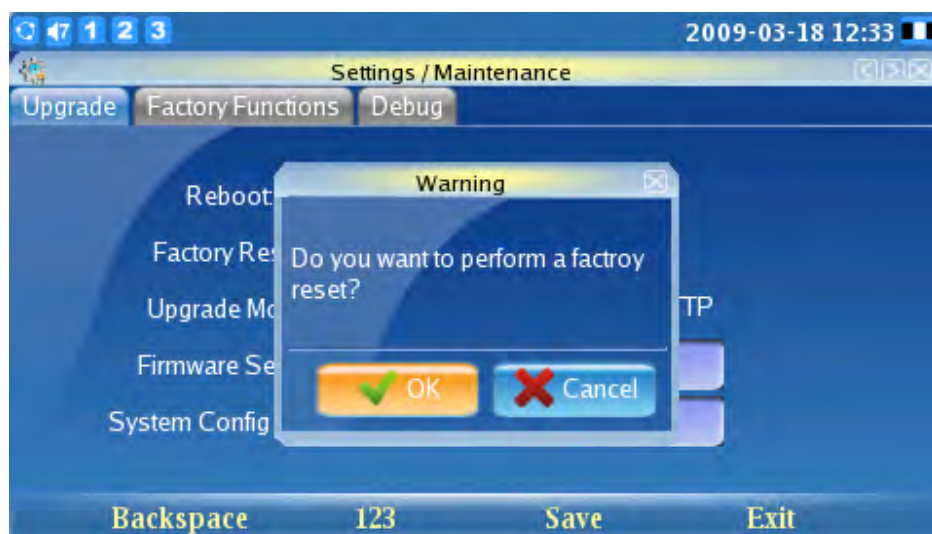 47 1 2 3 2009-03-18 12:33
Settings / Maintenance
Upgrade Factory Functions Debug
Warning
Reboot:
Do you want to perform a factroy
reset?
Factory Res
Upgrade Mo TP
Firmware Se
OK Cancel
System Config
Backspace 123 Save Exit